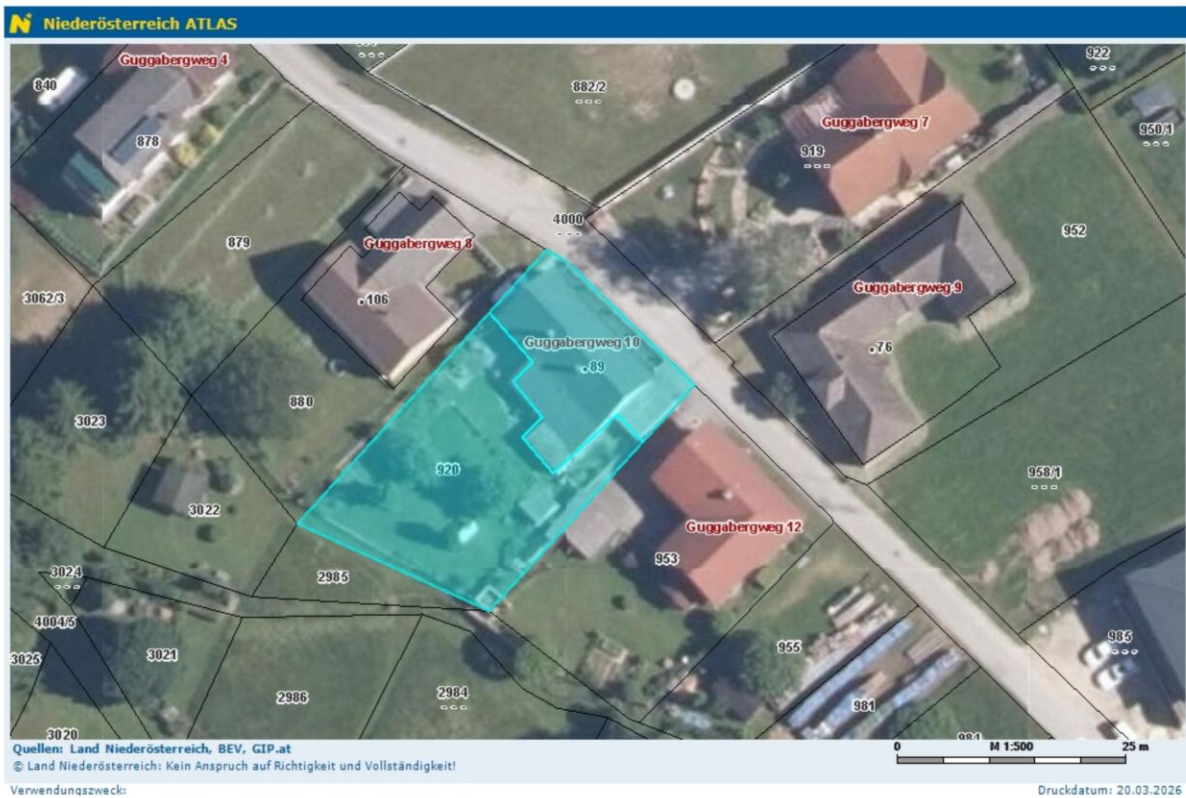 Niederösterreich ATLAS
Guggabergweg 4
922
840
882/2
878
Guggabergweg 7
919
950/1
4000
952
879
Guggabergweg 8
3062/3
.106
Guggabergweg 9
Guggabergweg 10
.89
.76
880
3023
920
958/1
3022
Guggabergweg 12
953
3024
2985
4004/5
985
3025
3021
955
2986
2984
981
3020
984
Quellen: Land Niederösterreich, BEV, GIP.at
0 M 1:500 25 m
© Land Niederösterreich: Kein Anspruch auf Richtigkeit und Vollständigkeit!
Verwendungszweck:
Druckdatum: 20.03.2026